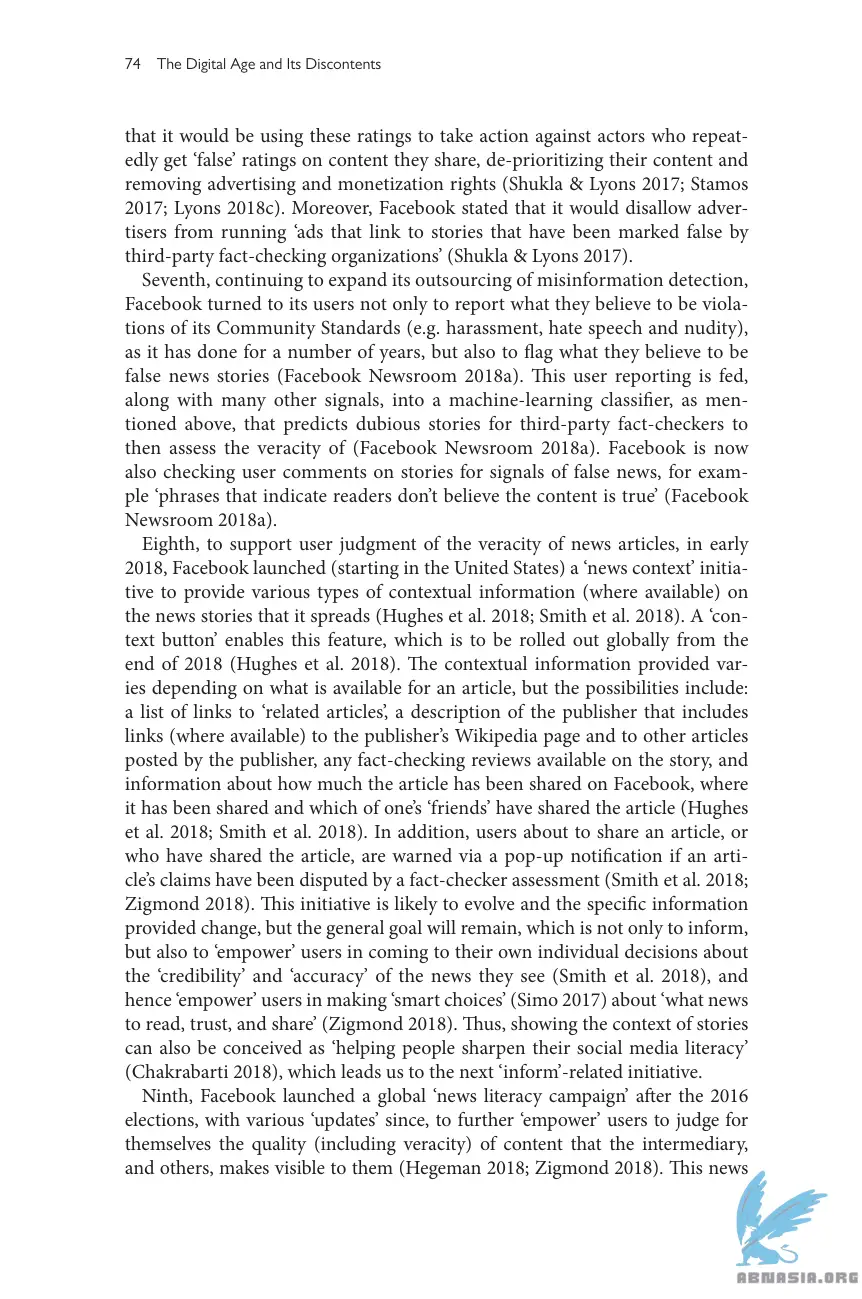 74 The Digital Age and Its Discontents
that it would be using these ratings to take action against actors who repeat-
edly get ‘false’ ratings on content they share, de-prioritizing their content and
removing advertising and monetization rights (Shukla & Lyons 2017; Stamos
2017; Lyons 2018c). Moreover, Facebook stated that it would disallow adver-
tisers from running ‘ads that link to stories that have been marked false by
third-party fact-checking organizations’ (Shukla & Lyons 2017).
Seventh, continuing to expand its outsourcing of misinformation detection,
Facebook turned to its users not only to report what they believe to be viola-
tions of its Community Standards (e.g. harassment, hate speech and nudity),
as it has done for a number of years, but also to flag what they believe to be
false news stories (Facebook Newsroom 2018a). This user reporting is fed,
along with many other signals, into a machine-learning classifier, as men-
tioned above, that predicts dubious stories for third-party fact-checkers to
then assess the veracity of (Facebook Newsroom 2018a). Facebook is now
also checking user comments on stories for signals of false news, for exam-
ple ‘phrases that indicate readers don’t believe the content is true’ (Facebook
Newsroom 2018a).
Eighth, to support user judgment of the veracity of news articles, in early
2018, Facebook launched (starting in the United States) a ‘news context’ initia-
tive to provide various types of contextual information (where available) on
the news stories that it spreads (Hughes et al. 2018; Smith et al. 2018). A ‘con-
text button’ enables this feature, which is to be rolled out globally from the
end of 2018 (Hughes et al. 2018). The contextual information provided var-
ies depending on what is available for an article, but the possibilities include:
a list of links to ‘related articles’, a description of the publisher that includes
links (where available) to the publisher’s Wikipedia page and to other articles
posted by the publisher, any fact-checking reviews available on the story, and
information about how much the article has been shared on Facebook, where
it has been shared and which of one’s ‘friends’ have shared the article (Hughes
et al. 2018; Smith et al. 2018). In addition, users about to share an article, or
who have shared the article, are warned via a pop-up notification if an arti-
cle’s claims have been disputed by a fact-checker assessment (Smith et al. 2018;
Zigmond 2018). This initiative is likely to evolve and the specific information
provided change, but the general goal will remain, which is not only to inform,
but also to ‘empower’ users in coming to their own individual decisions about
the ‘credibility’ and ‘accuracy’ of the news they see (Smith et al. 2018), and
hence ‘empower’ users in making ‘smart choices’ (Simo 2017) about ‘what news
to read, trust, and share’ (Zigmond 2018). Thus, showing the context of stories
can also be conceived as ‘helping people sharpen their social media literacy’
(Chakrabarti 2018), which leads us to the next ‘inform’-related initiative.
Ninth, Facebook launched a global ‘news literacy campaign’ after the 2016
elections, with various ‘updates’ since, to further ‘empower’ users to judge for
themselves the quality (including veracity) of content that the intermediary,
and others, makes visible to them (Hegeman 2018; Zigmond 2018). This news
ABNASIA.ORG